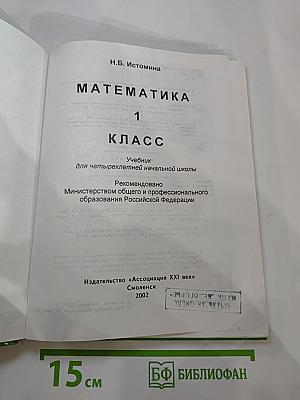 Н.Б. Истомина
МАТЕМАТИКА
1
КЛАСС
Учебник
для четырехлетней начальной школы
Рекомендовано
Министерством общего и профессионального
образования Российской Федерации
Издательство «Ассоциация XXI век»
Смоленск
2002
15 см
БФ БИБЛИОФАН